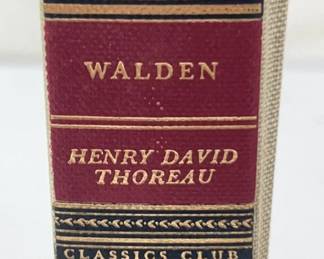 WALDEN
HENRY DAVID
THOREAU
CLASSICS CLUB